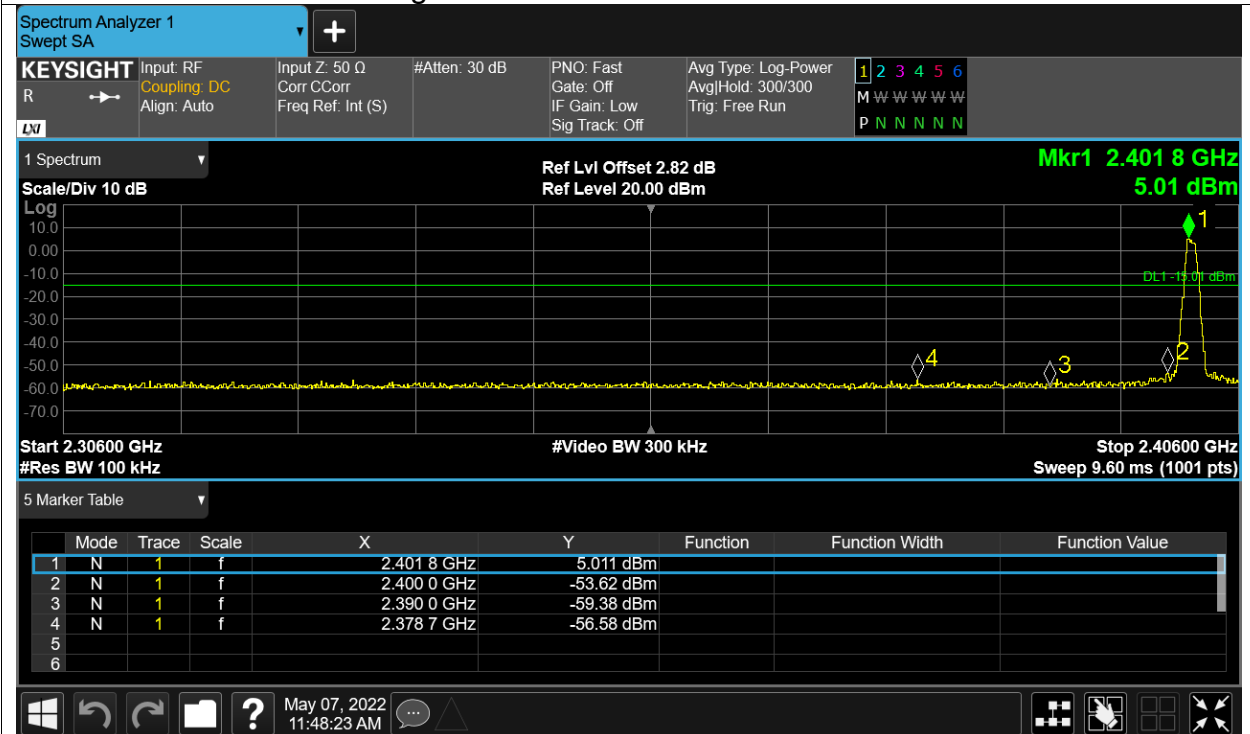 Spectrum Analyzer 1
Swept SA
+
KEYSIGHT Input: RF Input Z: 50 Ω #Atten: 30 dB PNO: Fast Avg Type: Log-Power 1 2 3 4 5 6
R Coupling: DC Corr CCorr Gate: Off Avg|Hold: 300/300
Align: Auto Freq Ref: Int (S) IF Gain: Low Trig: Free Run M W W W W W
LXI Sig Track: Off P N N N N N
1 Spectrum Ref Lvl Offset 2.82 dB Mkr1 2.401 8 GHz
Scale/Div 10 dB Ref Level 20.00 dBm 5.01 dBm
Log
1
10.0
0.00
-10.0
DL1 -15.01 dBm
-20.0
-30.0
-40.0
4 3 2
-50.0
-60.0
-70.0
Start 2.30600 GHz #Video BW 300 kHz Stop 2.40600 GHz
#Res BW 100 kHz Sweep 9.60 ms (1001 pts)
5 Marker Table
Mode Trace Scale X Y Function Function Width Function Value
1 N 1 f 2.401 8 GHz 5.011 dBm
2 N 1 f 2.400 0 GHz -53.62 dBm
3 N 1 f 2.390 0 GHz -59.38 dBm
4 N 1 f 2.378 7 GHz -56.58 dBm
5
6
? May 07, 2022
11:48:23 AM